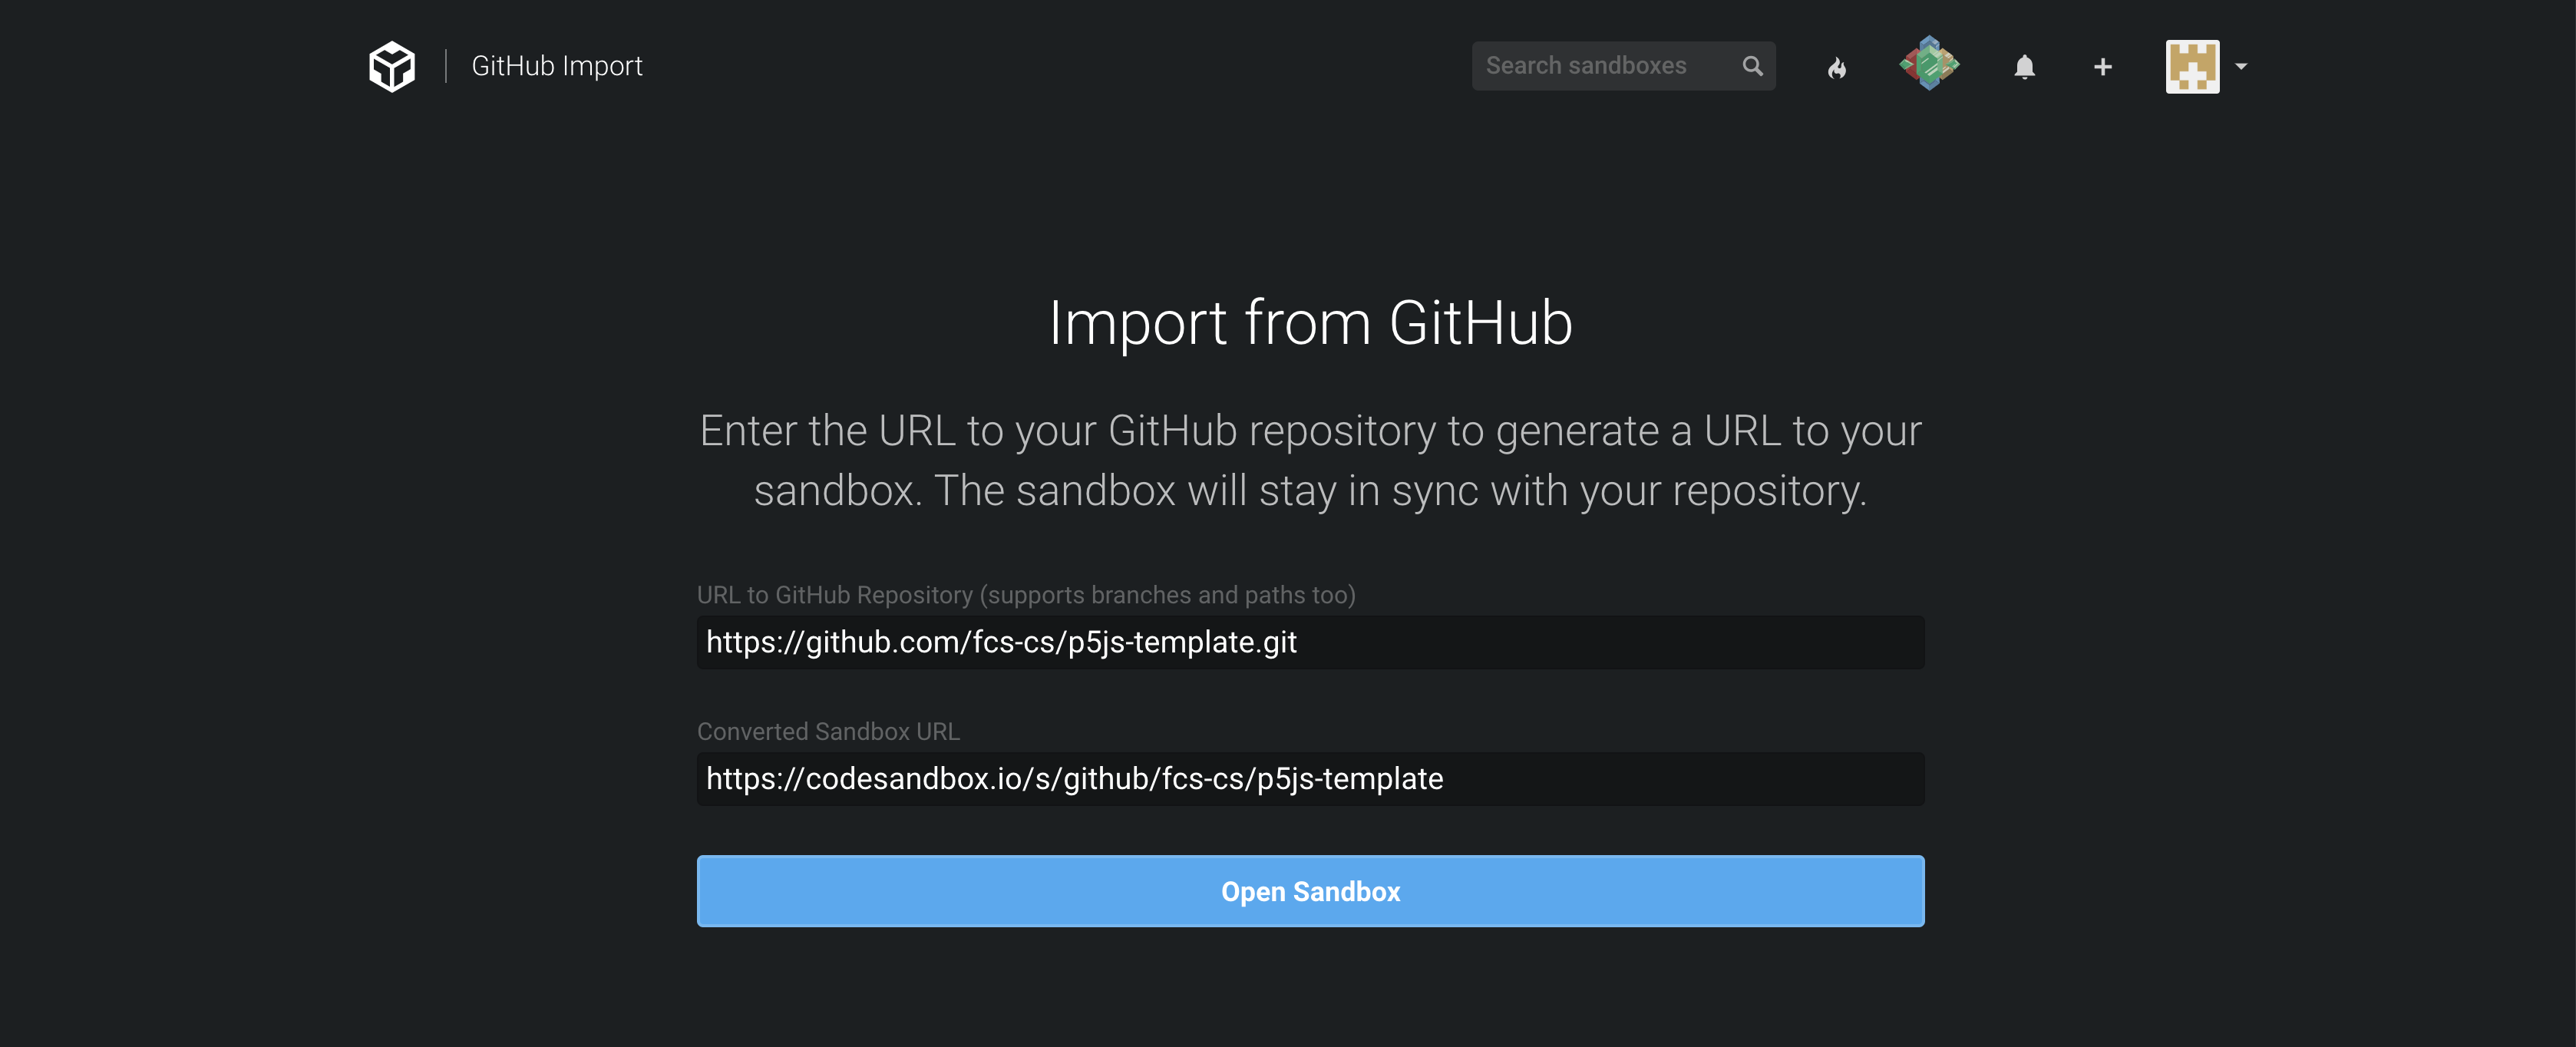 GitHub Import
Search sandboxes
Import from GitHub
Enter the URL to your GitHub repository to generate a URL to your
sandbox. The sandbox will stay in sync with your repository.
URL to GitHub Repository (supports branches and paths too)
https://github.com/fcs-cs/p5js-template.git
Converted Sandbox URL
https://codesandbox.io/s/github/fcs-cs/p5js-template
Open Sandbox